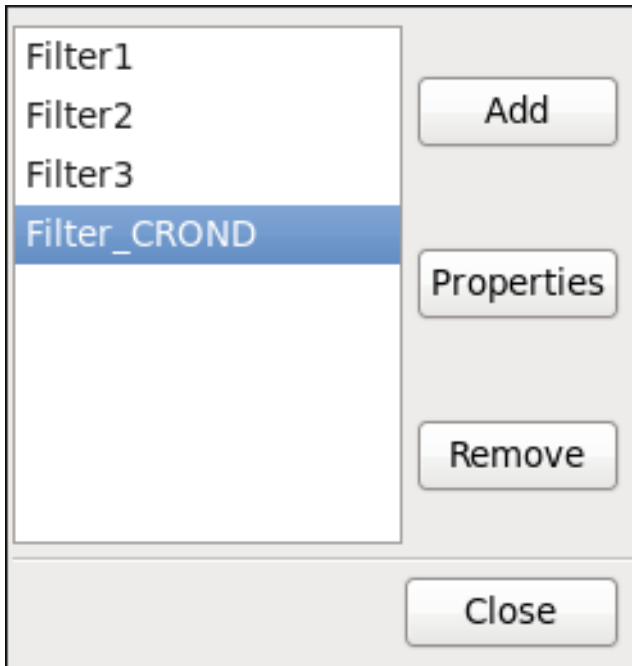 Filter1
Filter2
Filter3
Filter_CROND
Add
Properties
Remove
Close